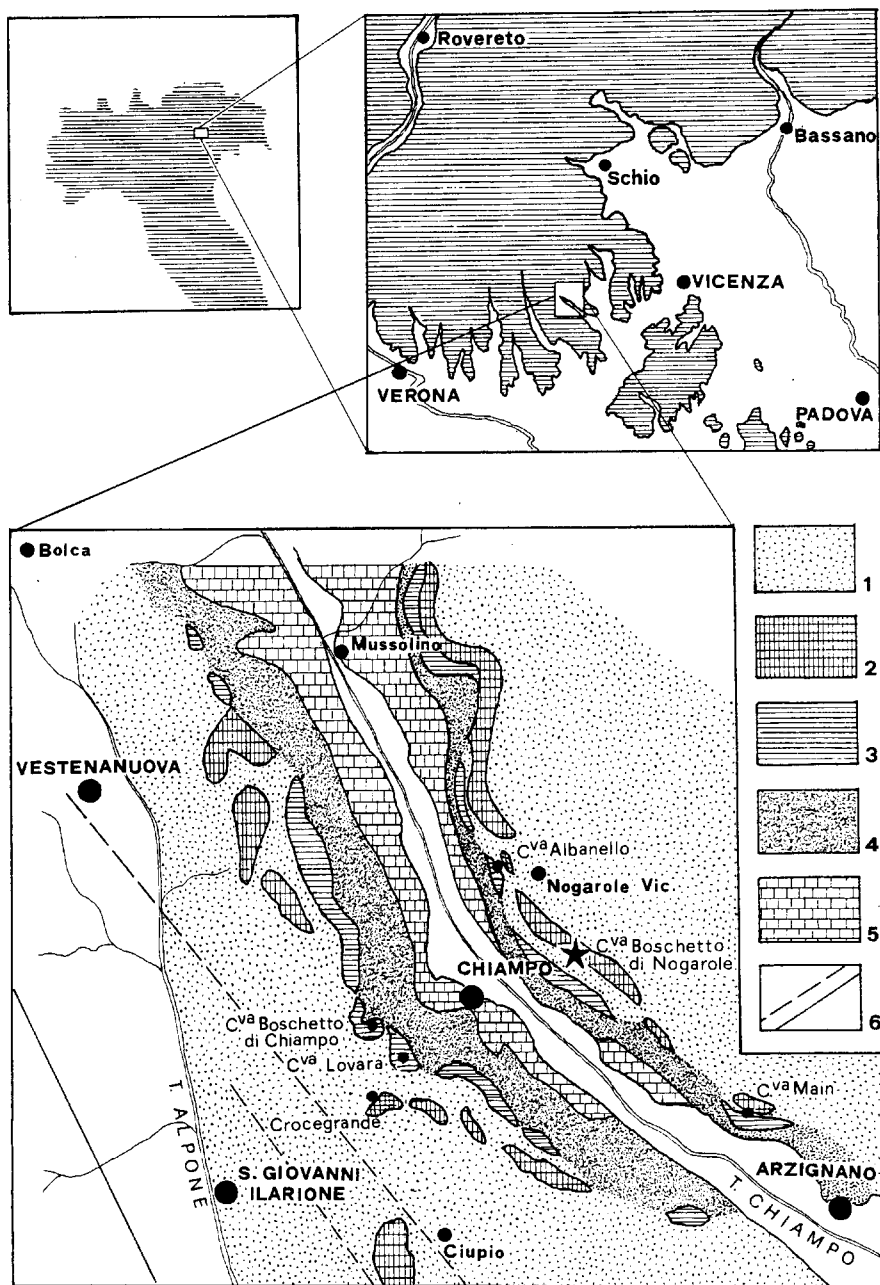 Rovereto
Bassano
Schio
VICENZA
VERONA
PADOVA
Bolca
1
2
Mussolino
3
VESTENANUOVA
4
Cva Albanello
Nogarole Vic.
5
Cva Boschetto
di Nogarole
CHIAMPO
6
Cva Boschetto
di Chiampo
Cva Lovara
Cva Main
Crocegrande
T. ALPONE
S. GIOVANNI
ILARIONE
ARZIGNANO
T. CHIAMPO
Ciupio